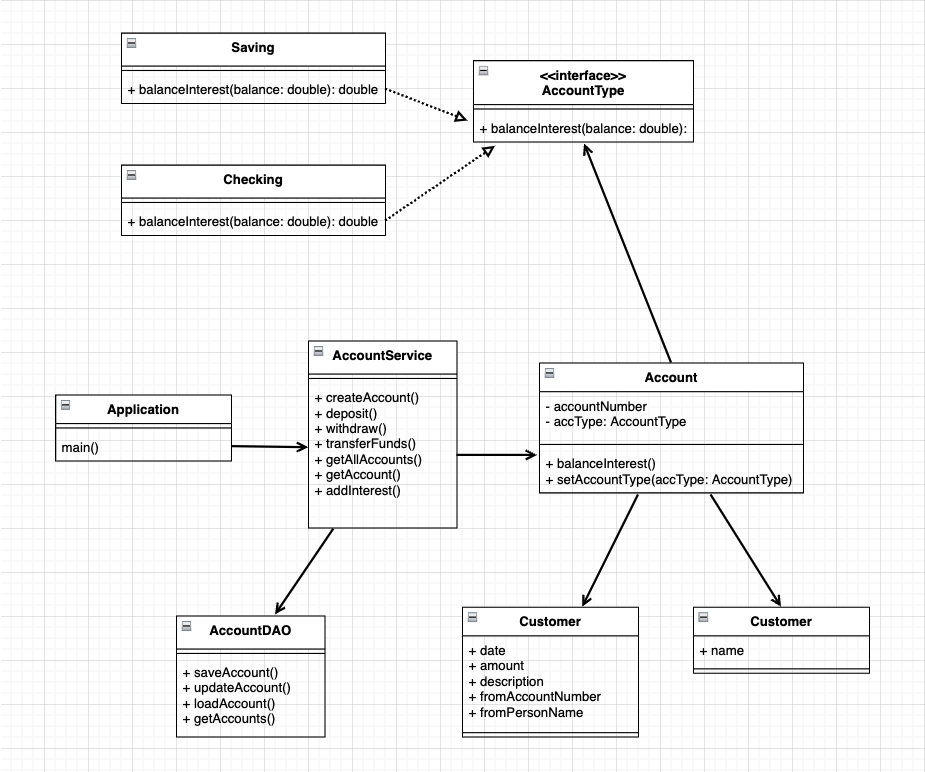 Saving
+ balanceInterest(balance: double): double
<<interface>>
AccountType
+ balanceInterest(balance: double):
Checking
+ balanceInterest(balance: double): double
AccountService
+ createAccount()
+ deposit()
+ withdraw()
+ transferFunds()
+ getAllAccounts()
+ getAccount()
+ addInterest()
Application
main()
Account
- accountNumber
- accType: AccountType
+ balanceInterest()
+ setAccountType(accType: AccountType)
AccountDAO
+ saveAccount()
+ updateAccount()
+ loadAccount()
+ getAccounts()
Customer
+ date
+ amount
+ description
+ fromAccountNumber
+ fromPersonName
Customer
+ name